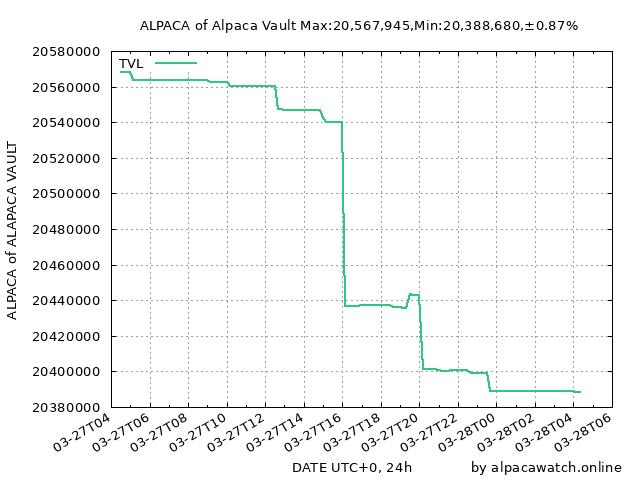 ALPACA of Alpaca Vault Max:20,567,945,Min:20,388,680,±0.87%
TVL
20580000
20560000
20540000
20520000
20500000
20480000
20460000
20440000
20420000
20400000
20380000
ALPACA of ALAPACA VAULT
03-27T04
03-27T06
03-27T08
03-27T10
03-27T12
03-27T14
03-27T16
03-27T18
03-27T20
03-27T22
03-28T00
03-28T02
03-28T04
03-28T06
DATE UTC+0, 24h
by alpacawatch.online